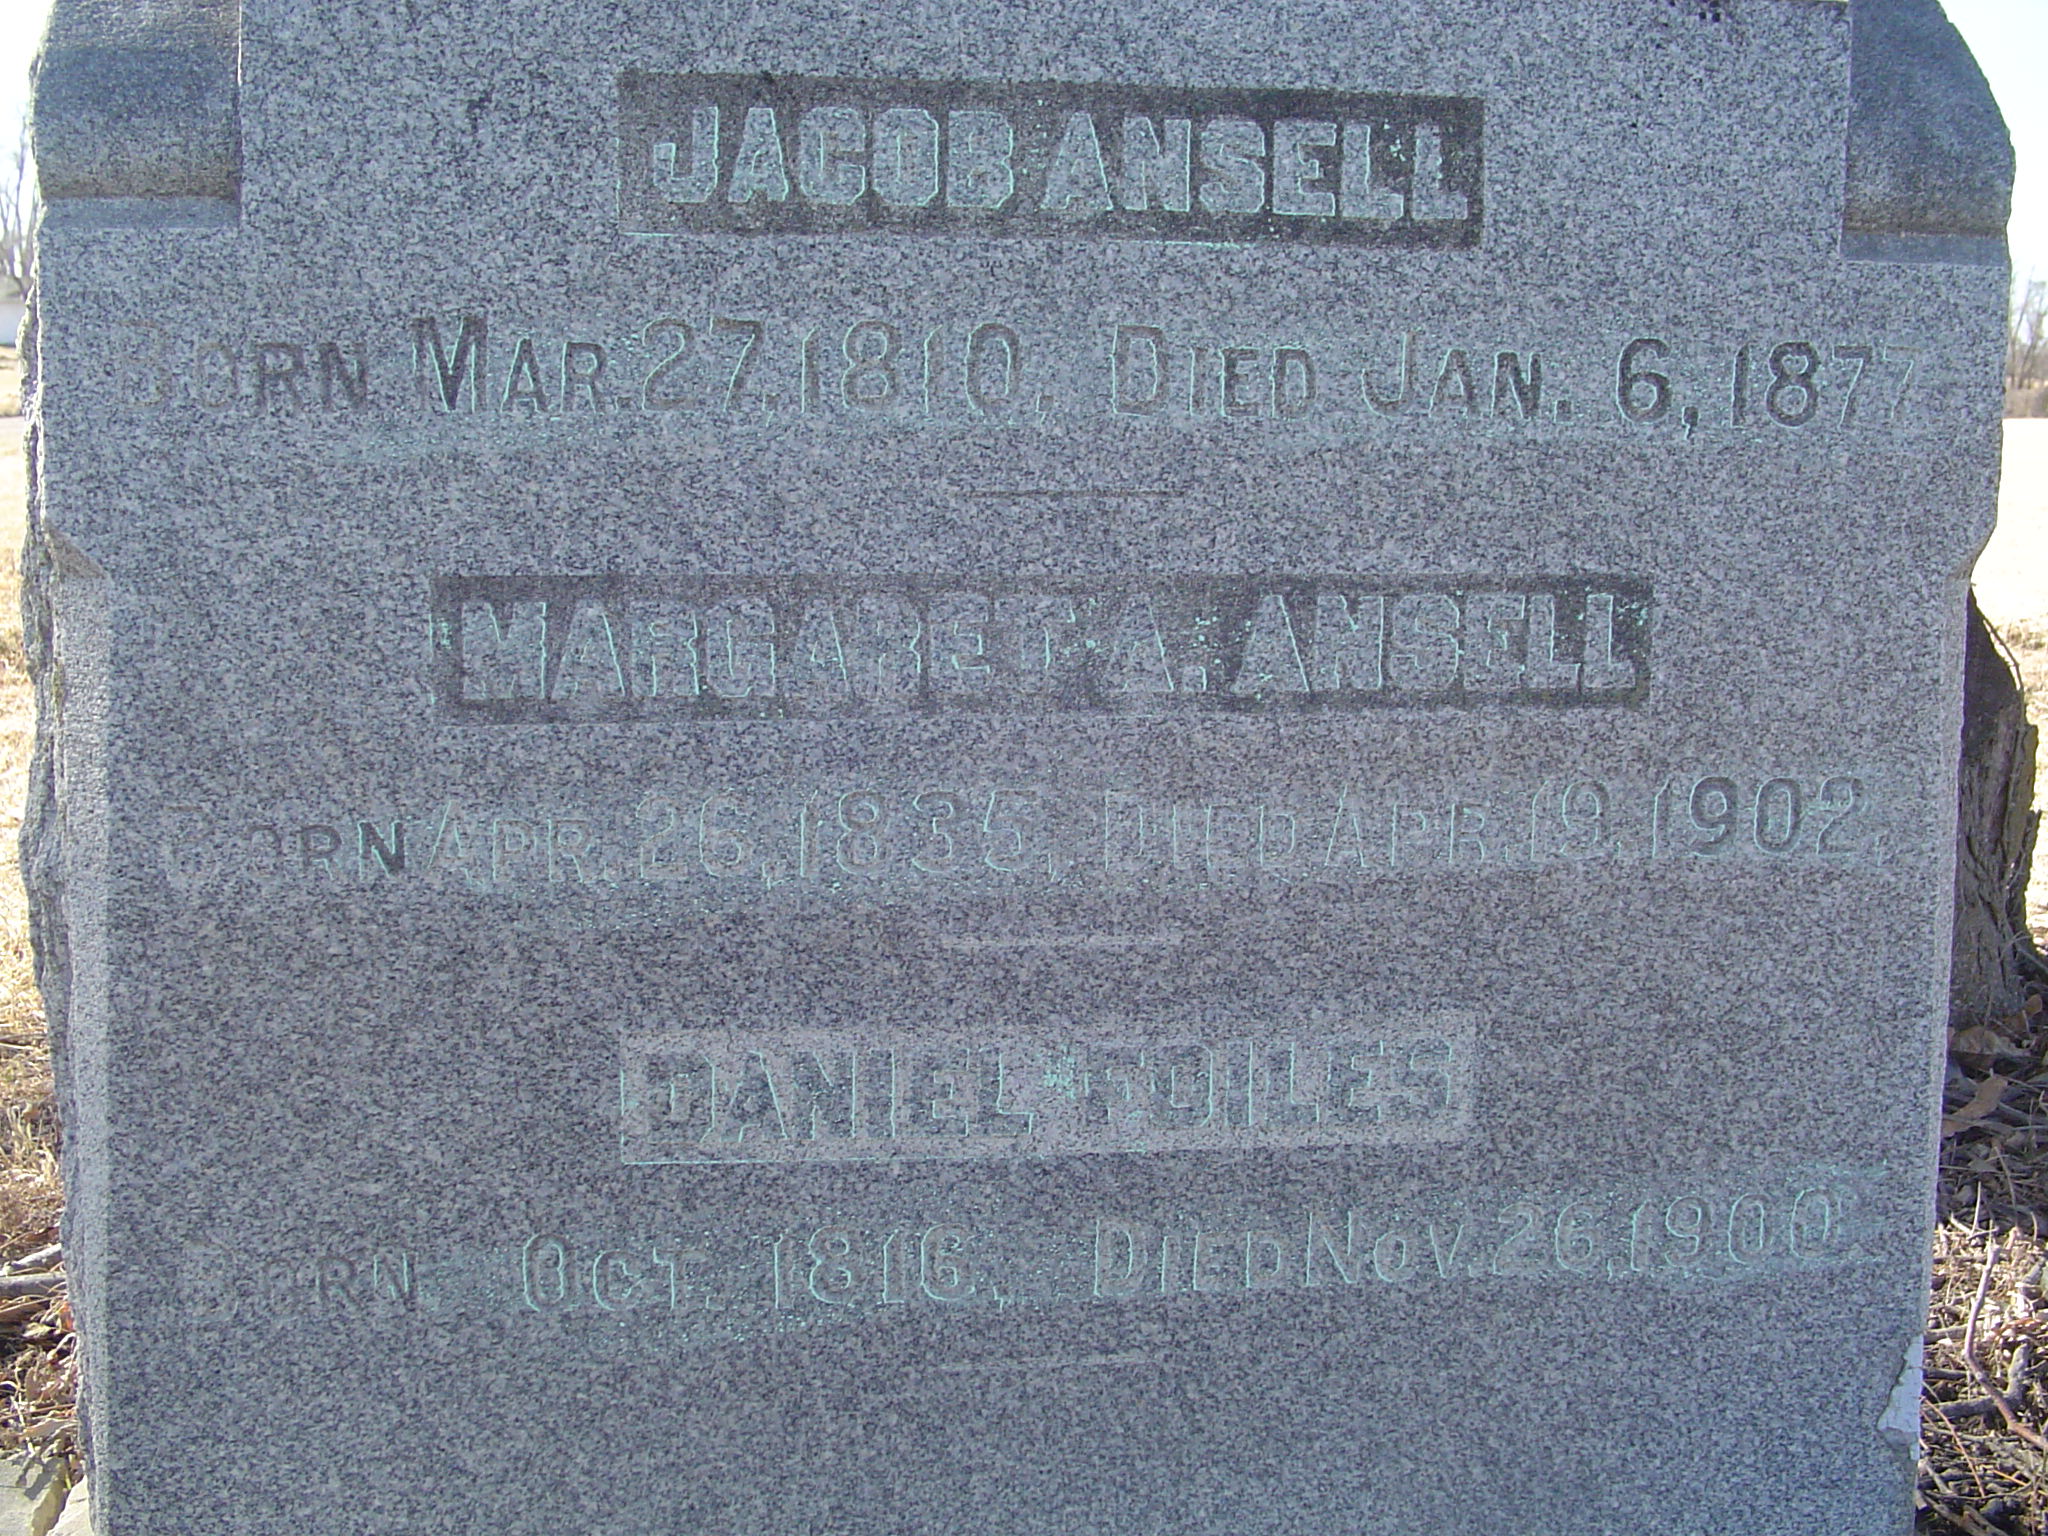 JACOB ANSELL
BORN MAR. 27, 1810. DIED JAN. 6, 1877
MARGARET A. ANSELL
BORN APR. 26, 1835, DIED APR. 19, 1902.
DANIEL FOILES
BORN OCT. 1816, DIED NOV. 26, 1900